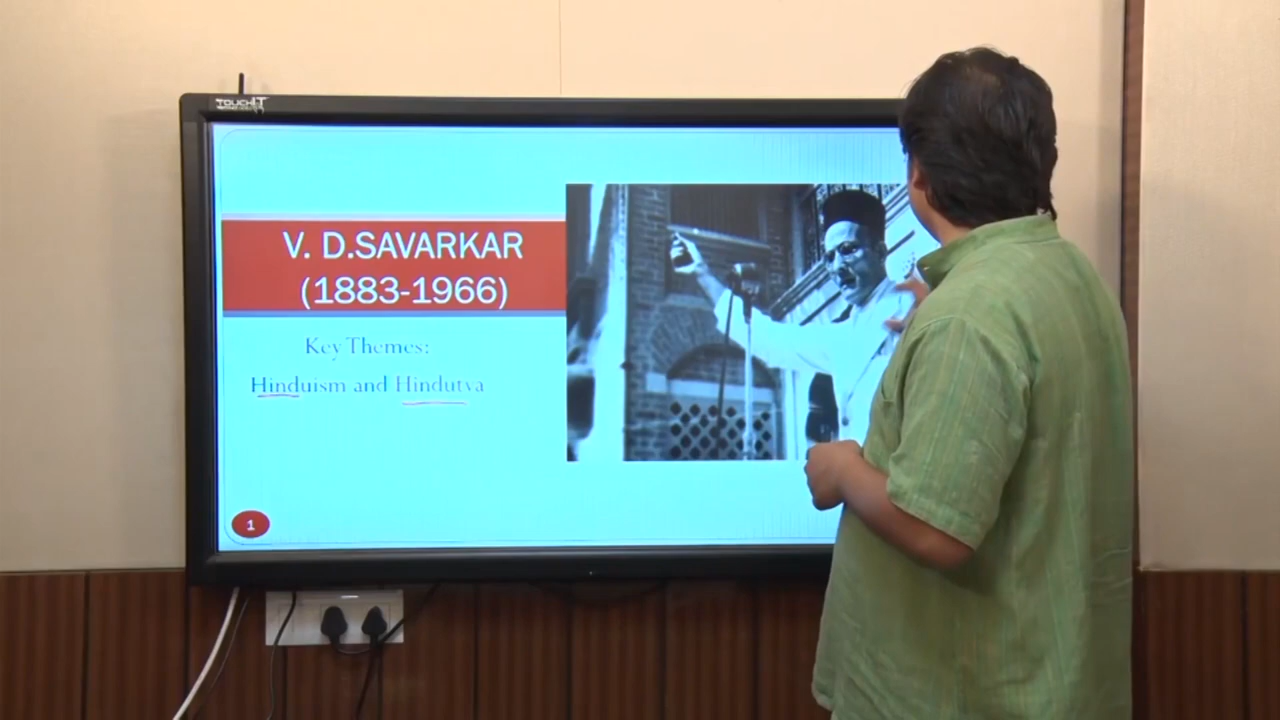 TOUCHIT
V. D.SAVARKAR
(1883-1966)
Key Themes:
Hinduism and Hindutva
1